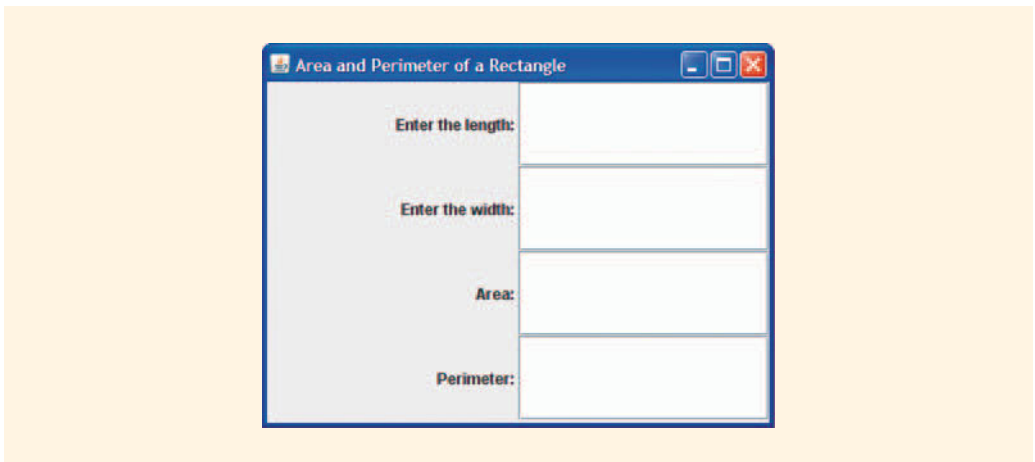 Area and Perimeter of a Rectangle
Enter the length:
Enter the width:
Area:
Perimeter: